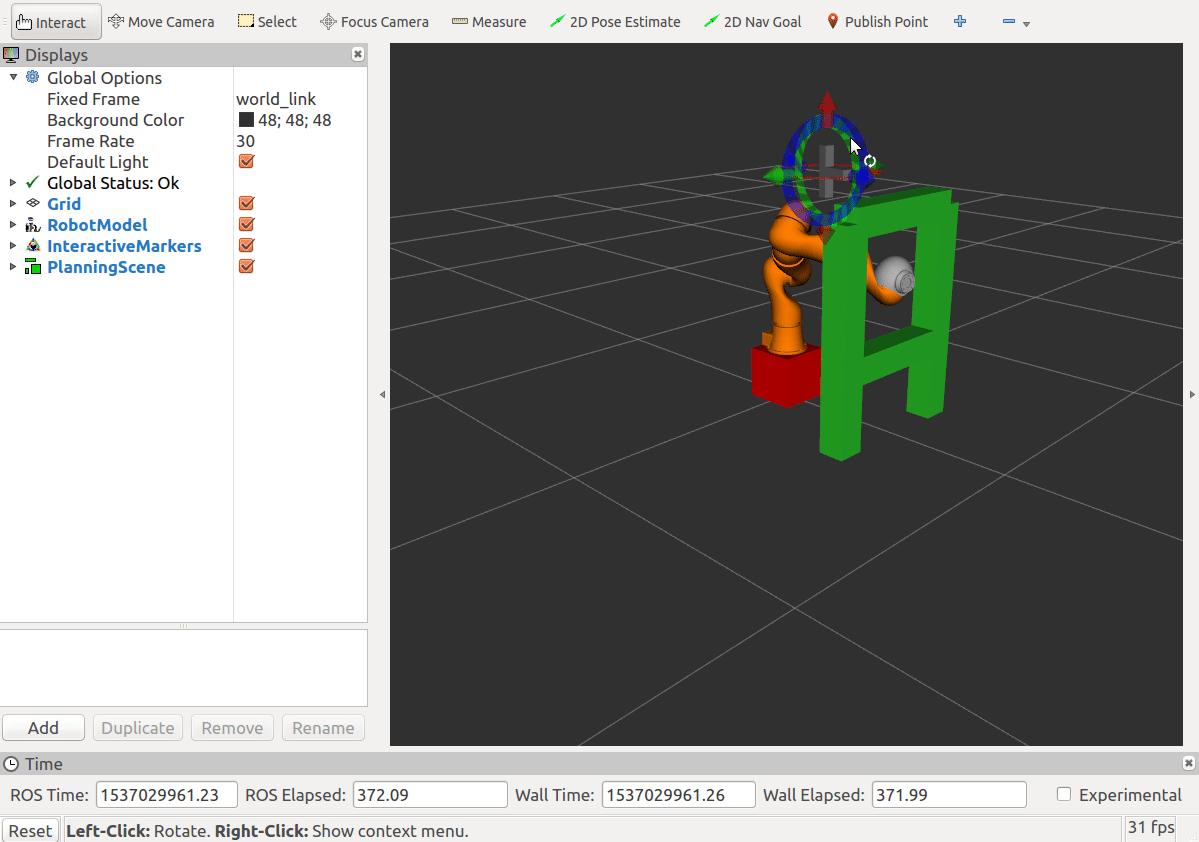 Interact Move Camera Select Focus Camera Measure 2D Pose Estimate 2D Nav Goal Publish Point
Displays
Global Options
Fixed Frame world_link
Background Color 48; 48; 48
Frame Rate 30
Default Light
Global Status: Ok
Grid
RobotModel
InteractiveMarkers
PlanningScene
Add Duplicate Remove Rename
Time
ROS Time: 1537029961.23 ROS Elapsed: 372.09 Wall Time: 1537029961.26 Wall Elapsed: 371.99 Experimental
Reset Left-Click: Rotate. Right-Click: Show context menu. 31 fps